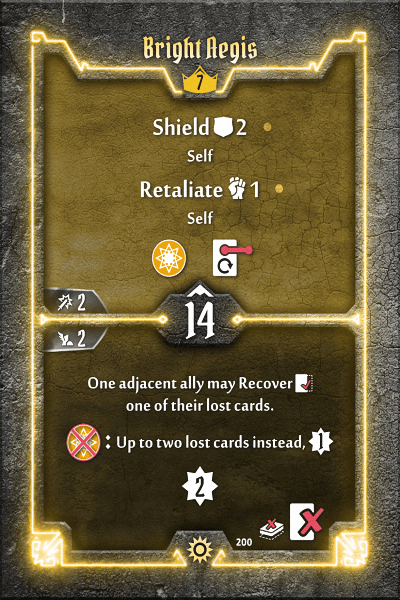 Bright Aegis
7
Shield 2
Self
Retaliate 1
Self
2
14
2
One adjacent ally may Recover
one of their lost cards.
: Up to two lost cards instead, 1
2
200